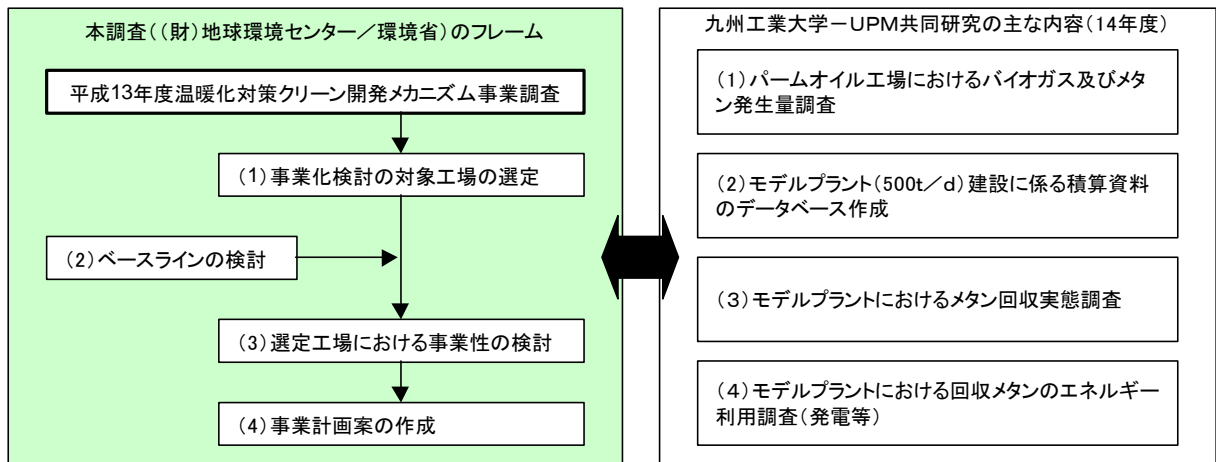 本調査((財)地球環境センター/環境省)のフレーム
平成13年度温暖化対策クリーン開発メカニズム事業調査
(1)事業化検討の対象工場の選定
(2)ベースラインの検討
(3)選定工場における事業性の検討
(4)事業計画案の作成
九州工業大学-UPM共同研究の主な内容(14年度)
(1)パームオイル工場におけるバイオガス及びメタ
ン発生量調査
(2)モデルプラント(500t/d)建設に係る積算資料
のデータベース作成
(3)モデルプラントにおけるメタン回収実態調査
(4)モデルプラントにおける回収メタンのエネルギー
利用調査(発電等)